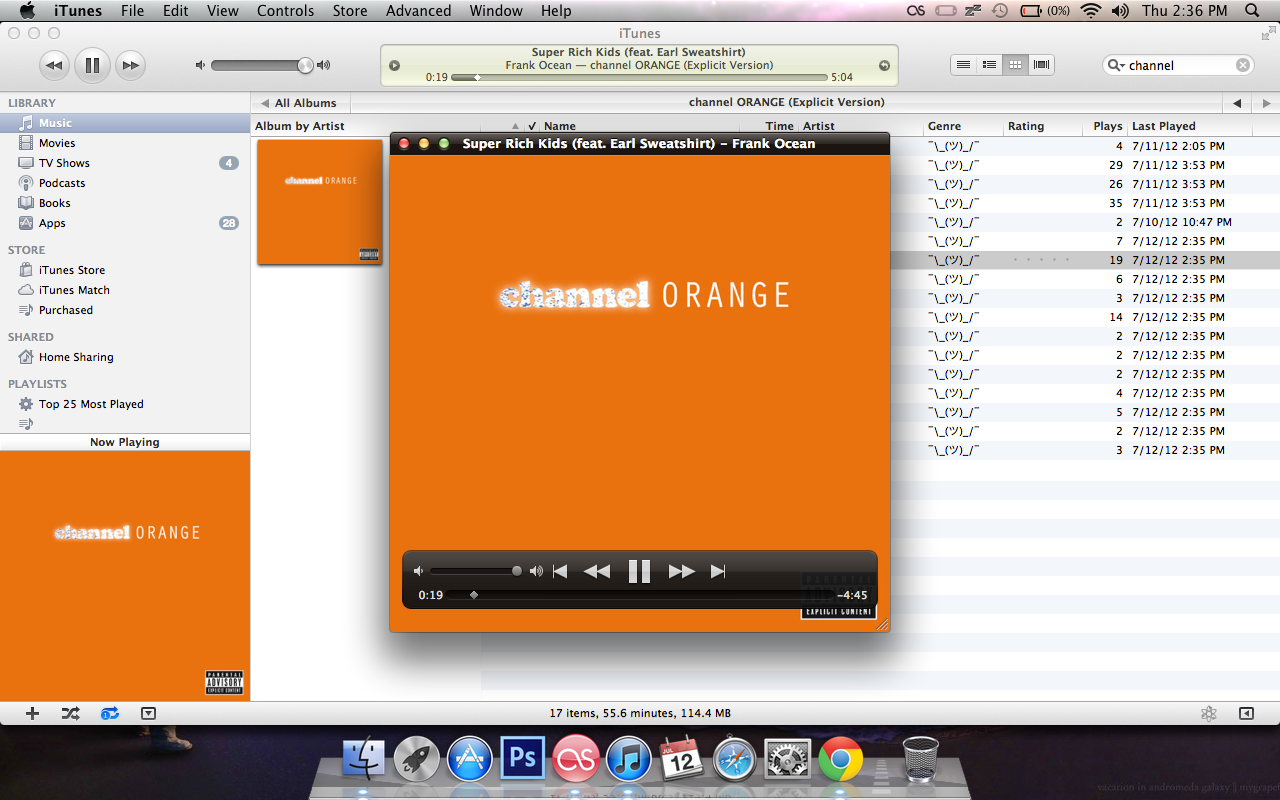 iTunes File Edit View Controls Store Advanced Window Help (0%) Thu 2:36 PM
iTunes
Super Rich Kids (feat. Earl Sweatshirt)
Frank Ocean — channel ORANGE (Explicit Version)
0:19 5:04
channel
LIBRARY
Music
Movies
TV Shows 4
Podcasts
Books
Apps 28
STORE
iTunes Store
iTunes Match
Purchased
SHARED
Home Sharing
PLAYLISTS
Top 25 Most Played
Now Playing
channel ORANGE
PARENTAL
ADVISORY
EXPLICIT CONTENT
All Albums channel ORANGE (Explicit Version)
Album by Artist ✓ Name Time Artist Genre Rating Plays Last Played
channel ORANGE
¯\_(ツ)_/¯ 4 7/11/12 2:05 PM
¯\_(ツ)_/¯ 29 7/11/12 3:53 PM
¯\_(ツ)_/¯ 26 7/11/12 3:53 PM
¯\_(ツ)_/¯ 35 7/11/12 3:53 PM
¯\_(ツ)_/¯ 2 7/10/12 10:47 PM
¯\_(ツ)_/¯ 7 7/12/12 2:35 PM
¯\_(ツ)_/¯ 19 7/12/12 2:35 PM
¯\_(ツ)_/¯ 6 7/12/12 2:35 PM
¯\_(ツ)_/¯ 3 7/12/12 2:35 PM
¯\_(ツ)_/¯ 14 7/12/12 2:35 PM
¯\_(ツ)_/¯ 2 7/12/12 2:35 PM
¯\_(ツ)_/¯ 2 7/12/12 2:35 PM
¯\_(ツ)_/¯ 2 7/12/12 2:35 PM
¯\_(ツ)_/¯ 4 7/12/12 2:35 PM
¯\_(ツ)_/¯ 5 7/12/12 2:35 PM
¯\_(ツ)_/¯ 2 7/12/12 2:35 PM
¯\_(ツ)_/¯ 3 7/12/12 2:35 PM
Super Rich Kids (feat. Earl Sweatshirt) – Frank Ocean
channel ORANGE
0:19 -4:45
EXPLICIT CONTENT
17 items, 55.6 minutes, 114.4 MB
Ps
JUL
12
vacation in andromeda galaxy || mygrape